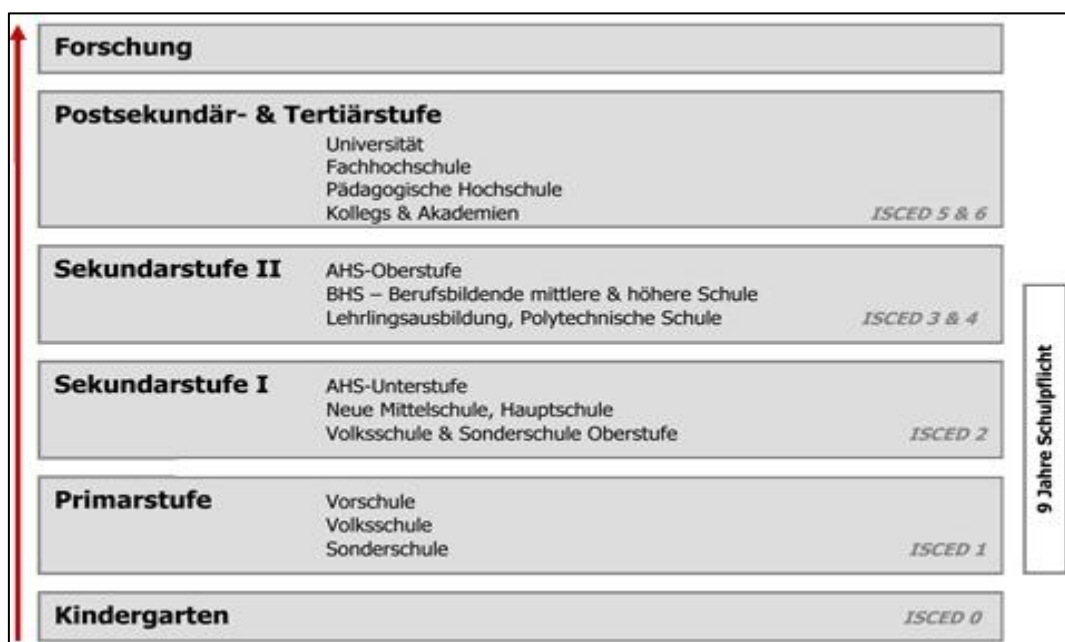 Forschung
Postsekundär- & Tertiärstufe
Universität
Fachhochschule
Pädagogische Hochschule
Kollegs & Akademien
ISCED 5 & 6
Sekundarstufe II
AHS-Oberstufe
BHS – Berufsbildende mittlere & höhere Schule
Lehrlingsausbildung, Polytechnische Schule
ISCED 3 & 4
Sekundarstufe I
AHS-Unterstufe
Neue Mittelschule, Hauptschule
Volksschule & Sonderschule Oberstufe
ISCED 2
Primarstufe
Vorschule
Volksschule
Sonderschule
ISCED 1
Kindergarten
ISCED 0
9 Jahre Schulpflicht